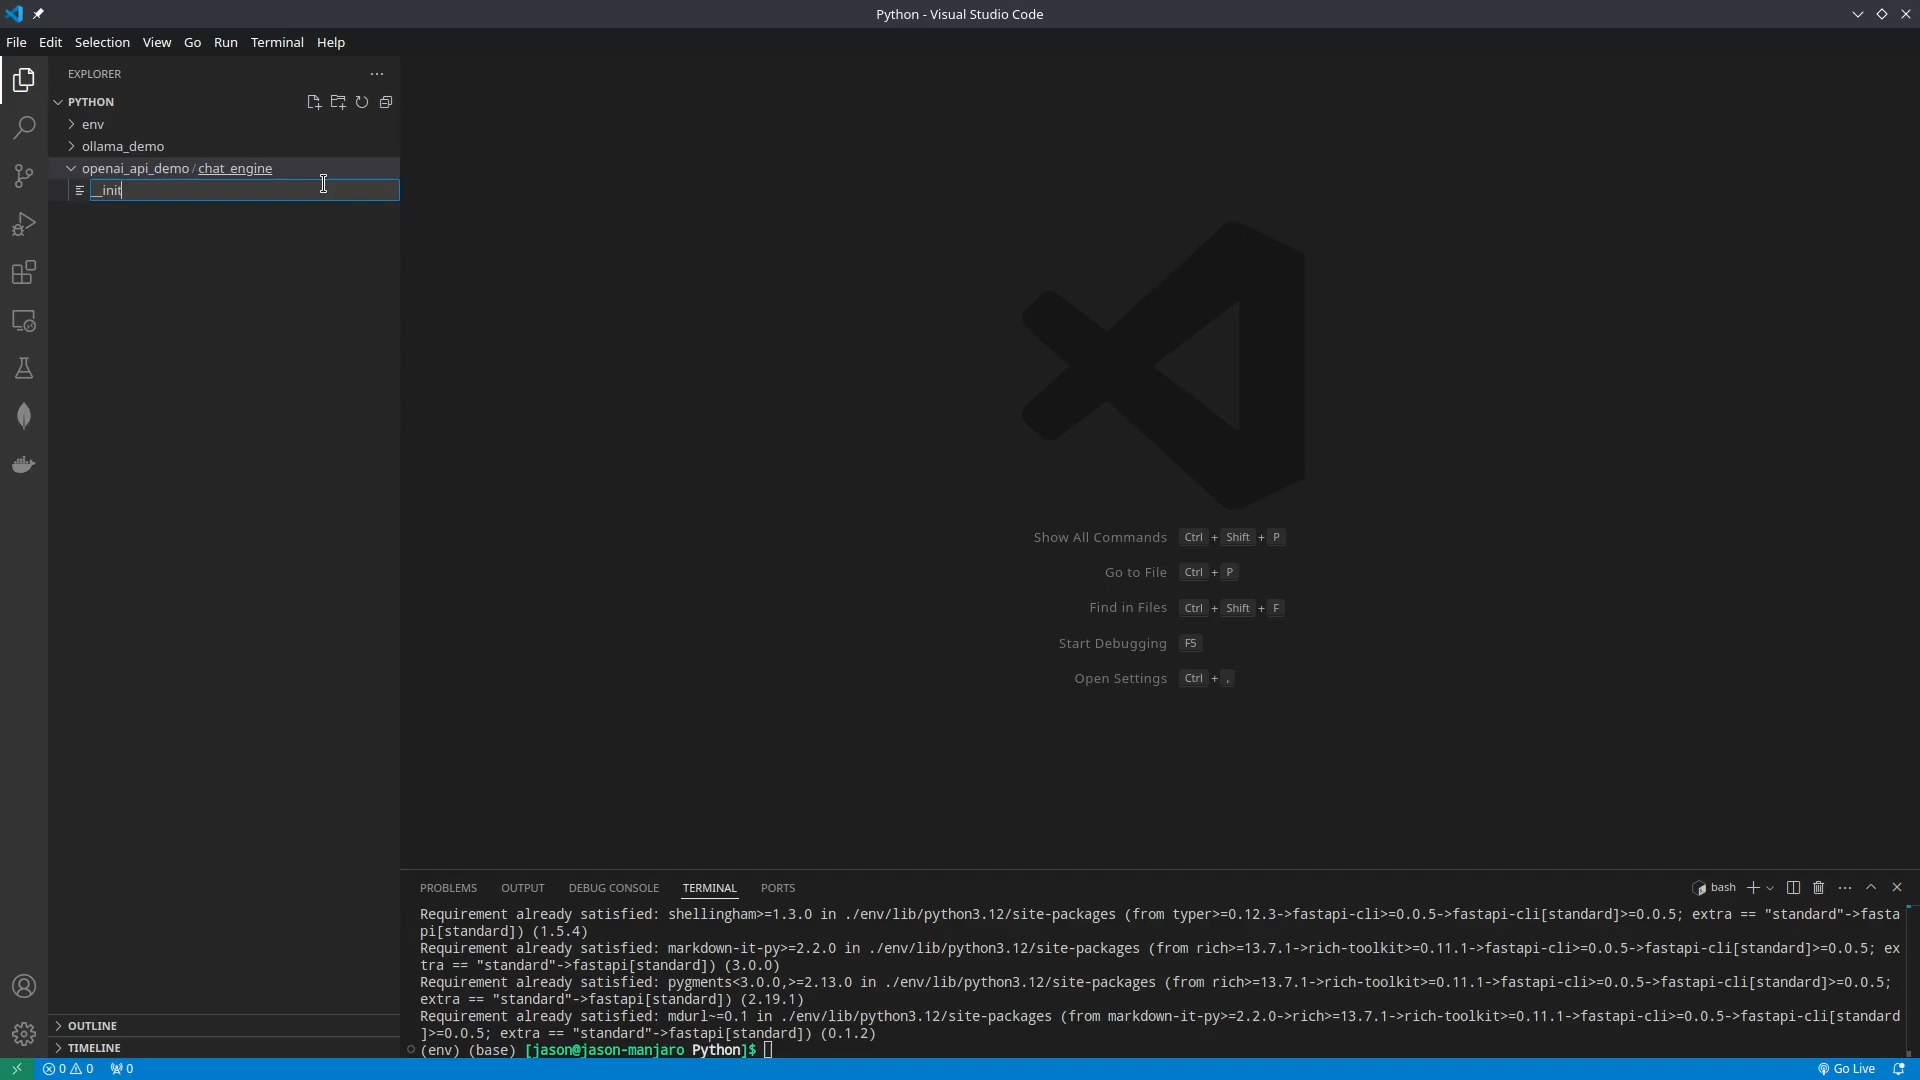 Python - Visual Studio Code
File Edit Selection View Go Run Terminal Help
EXPLORER
PYTHON
env
ollama_demo
openai_api_demo / chat_engine
__init
Show All Commands Ctrl + Shift + P
Go to File Ctrl + P
Find in Files Ctrl + Shift + F
Start Debugging F5
Open Settings Ctrl + ,
PROBLEMS OUTPUT DEBUG CONSOLE TERMINAL PORTS
bash
Requirement already satisfied: shellingham>=1.3.0 in ./env/lib/python3.12/site-packages (from typer>=0.12.3->fastapi-cli>=0.0.5->fastapi-cli[standard]>=0.0.5; extra == "standard"->fasta
pi[standard]) (1.5.4)
Requirement already satisfied: markdown-it-py>=2.2.0 in ./env/lib/python3.12/site-packages (from rich>=13.7.1->rich-toolkit>=0.11.1->fastapi-cli>=0.0.5->fastapi-cli[standard]>=0.0.5; ex
tra == "standard"->fastapi[standard]) (3.0.0)
Requirement already satisfied: pygments<3.0.0,>=2.13.0 in ./env/lib/python3.12/site-packages (from rich>=13.7.1->rich-toolkit>=0.11.1->fastapi-cli>=0.0.5->fastapi-cli[standard]>=0.0.5;
extra == "standard"->fastapi[standard]) (2.19.1)
Requirement already satisfied: mdurl~=0.1 in ./env/lib/python3.12/site-packages (from markdown-it-py>=2.2.0->rich>=13.7.1->rich-toolkit>=0.11.1->fastapi-cli>=0.0.5->fastapi-cli[standard
]>=0.0.5; extra == "standard"->fastapi[standard]) (0.1.2)
(env) (base) [jason@jason-manjaro Python]$
OUTLINE
TIMELINE
0 0 0
Go Live